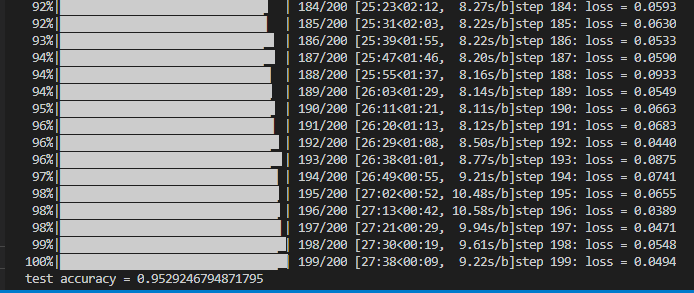 92%| | 184/200 [25:23<02:12, 8.27s/b]step 184: loss = 0.0593
92%| | 185/200 [25:31<02:03, 8.22s/b]step 185: loss = 0.0630
93%| | 186/200 [25:39<01:55, 8.22s/b]step 186: loss = 0.0533
94%| | 187/200 [25:47<01:46, 8.20s/b]step 187: loss = 0.0590
94%| | 188/200 [25:55<01:37, 8.16s/b]step 188: loss = 0.0933
94%| | 189/200 [26:03<01:29, 8.14s/b]step 189: loss = 0.0549
95%| | 190/200 [26:11<01:21, 8.11s/b]step 190: loss = 0.0663
96%| | 191/200 [26:20<01:13, 8.12s/b]step 191: loss = 0.0683
96%| | 192/200 [26:29<01:08, 8.50s/b]step 192: loss = 0.0440
96%| | 193/200 [26:38<01:01, 8.77s/b]step 193: loss = 0.0875
97%| | 194/200 [26:49<00:55, 9.21s/b]step 194: loss = 0.0741
98%| | 195/200 [27:02<00:52, 10.48s/b]step 195: loss = 0.0655
98%| | 196/200 [27:13<00:42, 10.58s/b]step 196: loss = 0.0389
98%| | 197/200 [27:21<00:29, 9.94s/b]step 197: loss = 0.0471
99%| | 198/200 [27:30<00:19, 9.61s/b]step 198: loss = 0.0548
100%| | 199/200 [27:38<00:09, 9.22s/b]step 199: loss = 0.0494
test accuracy = 0.9529246794871795